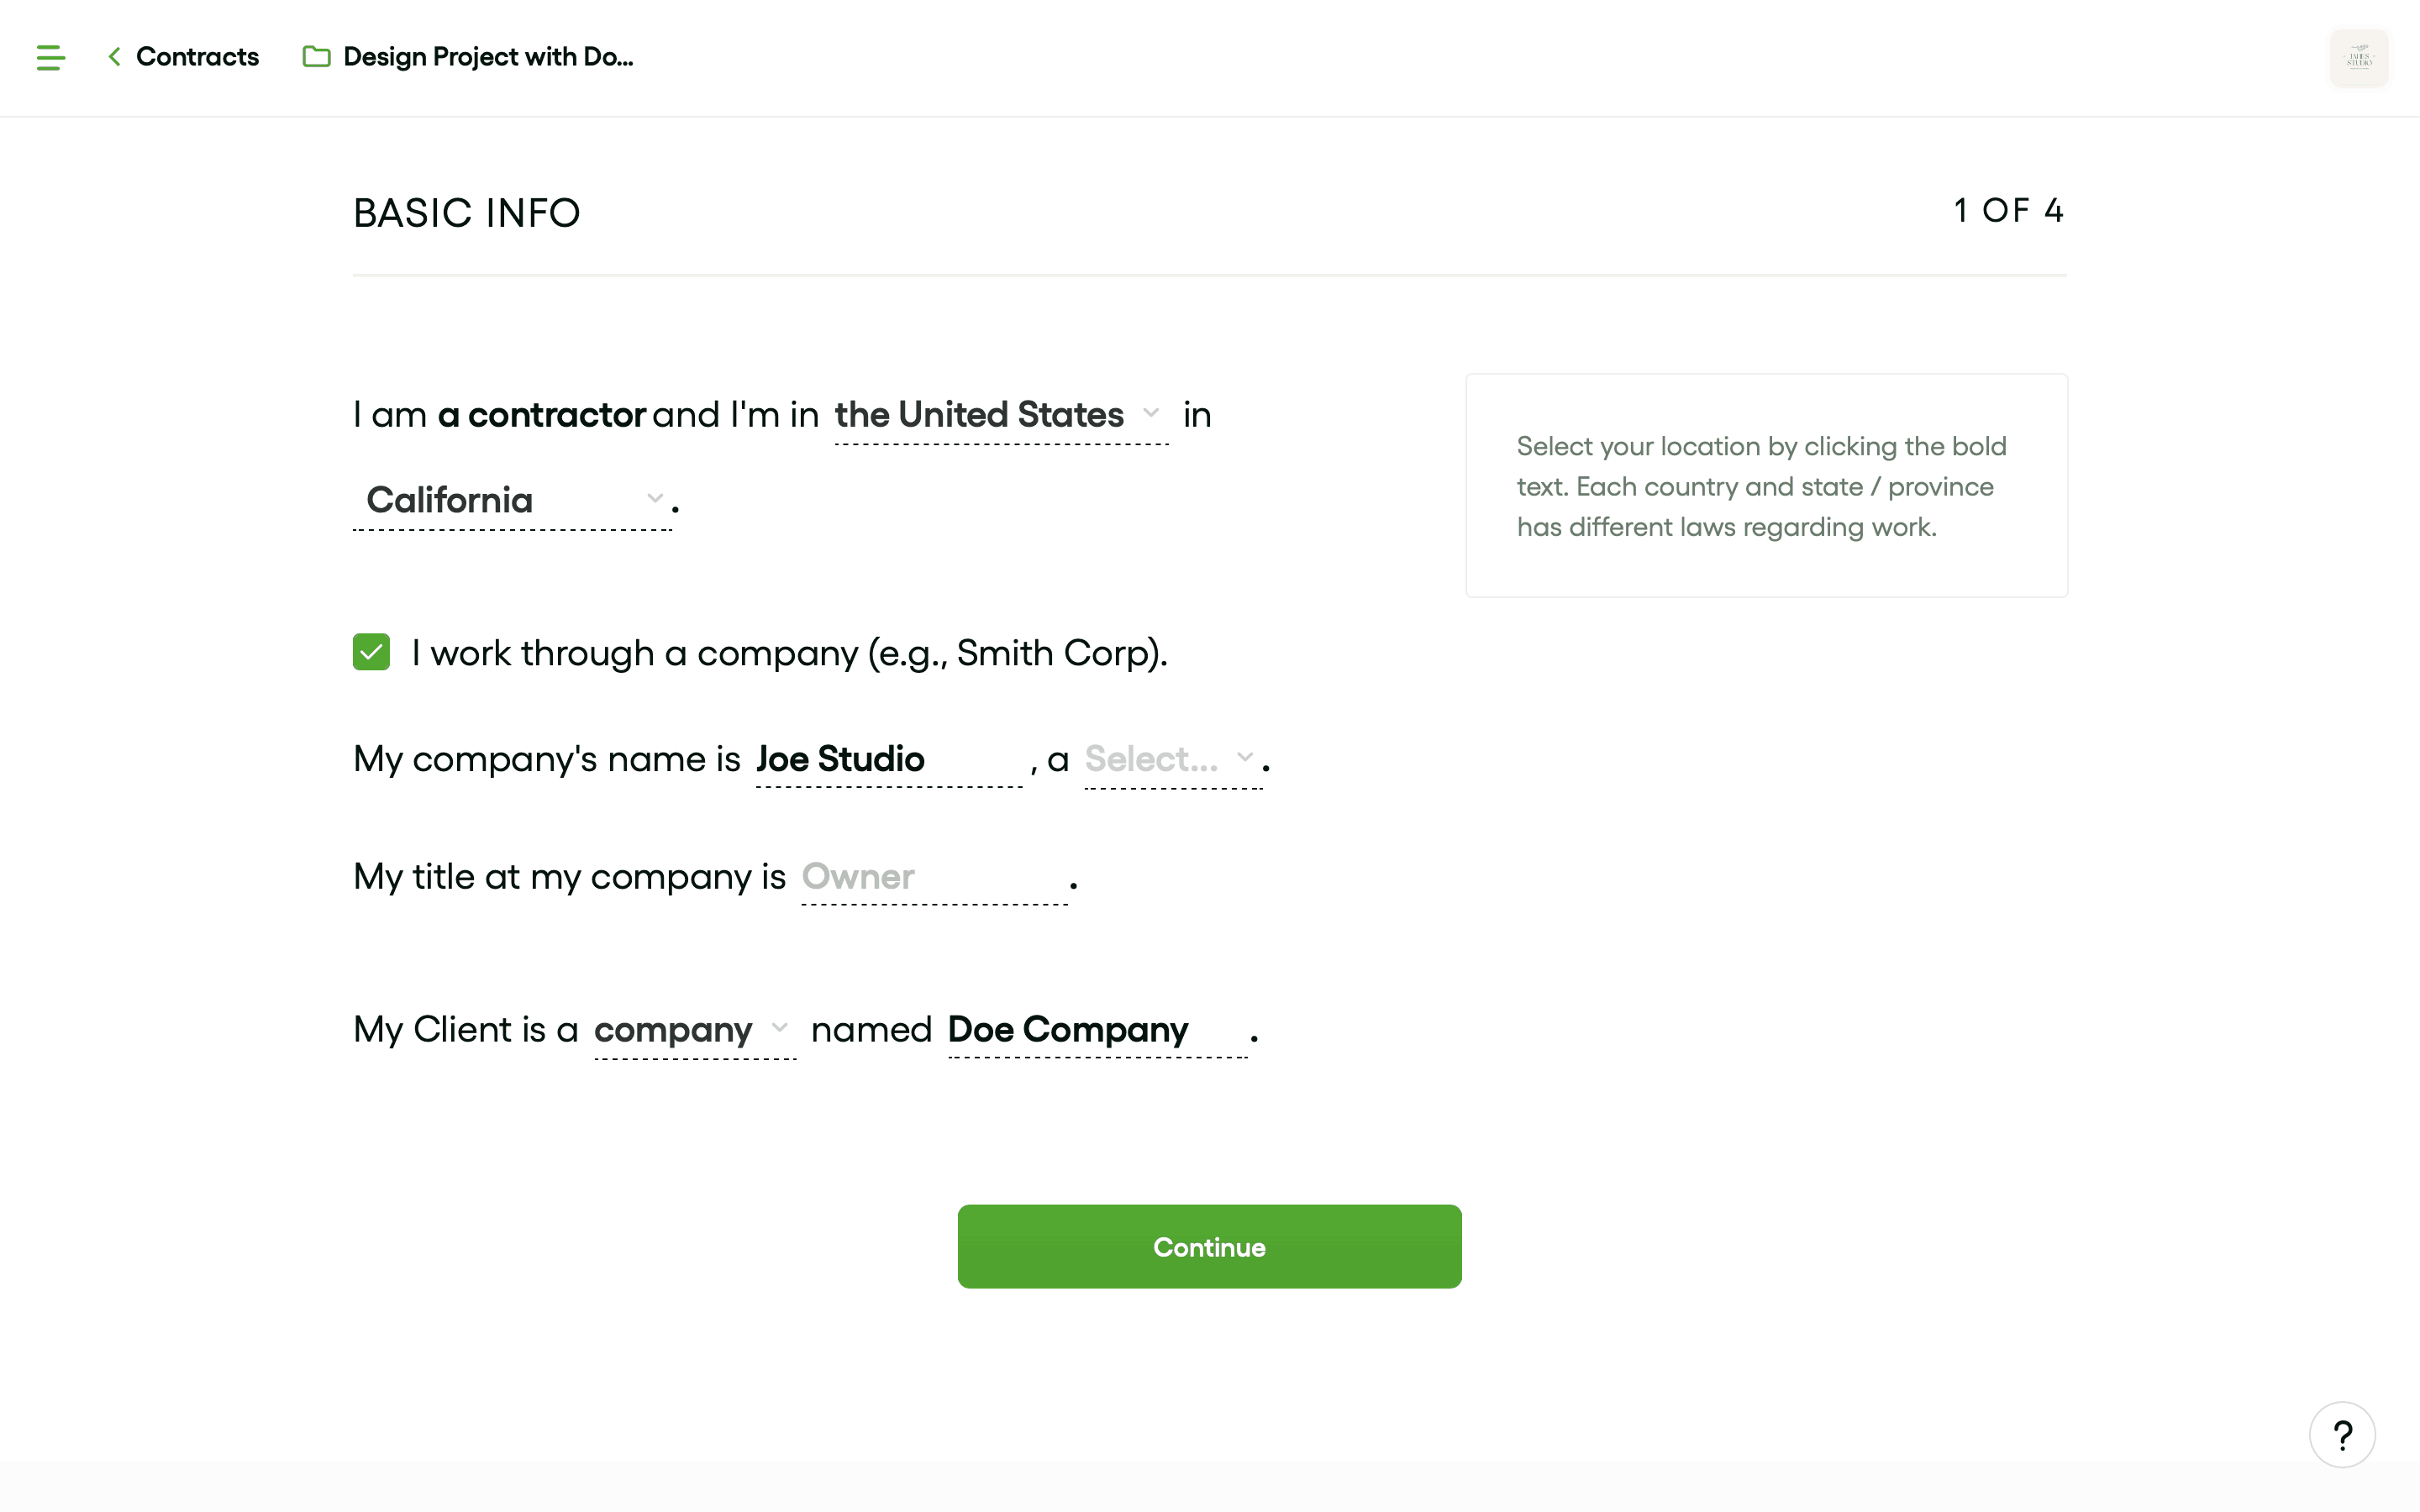 Contracts
Design Project with Do...
JAMES
STUDIO
BASIC INFO
1 OF 4
I am a contractor and I'm in the United States in
California .
Select your location by clicking the bold
text. Each country and state / province
has different laws regarding work.
I work through a company (e.g., Smith Corp).
My company's name is Joe Studio , a Select... .
My title at my company is Owner .
My Client is a company named Doe Company .
Continue
?